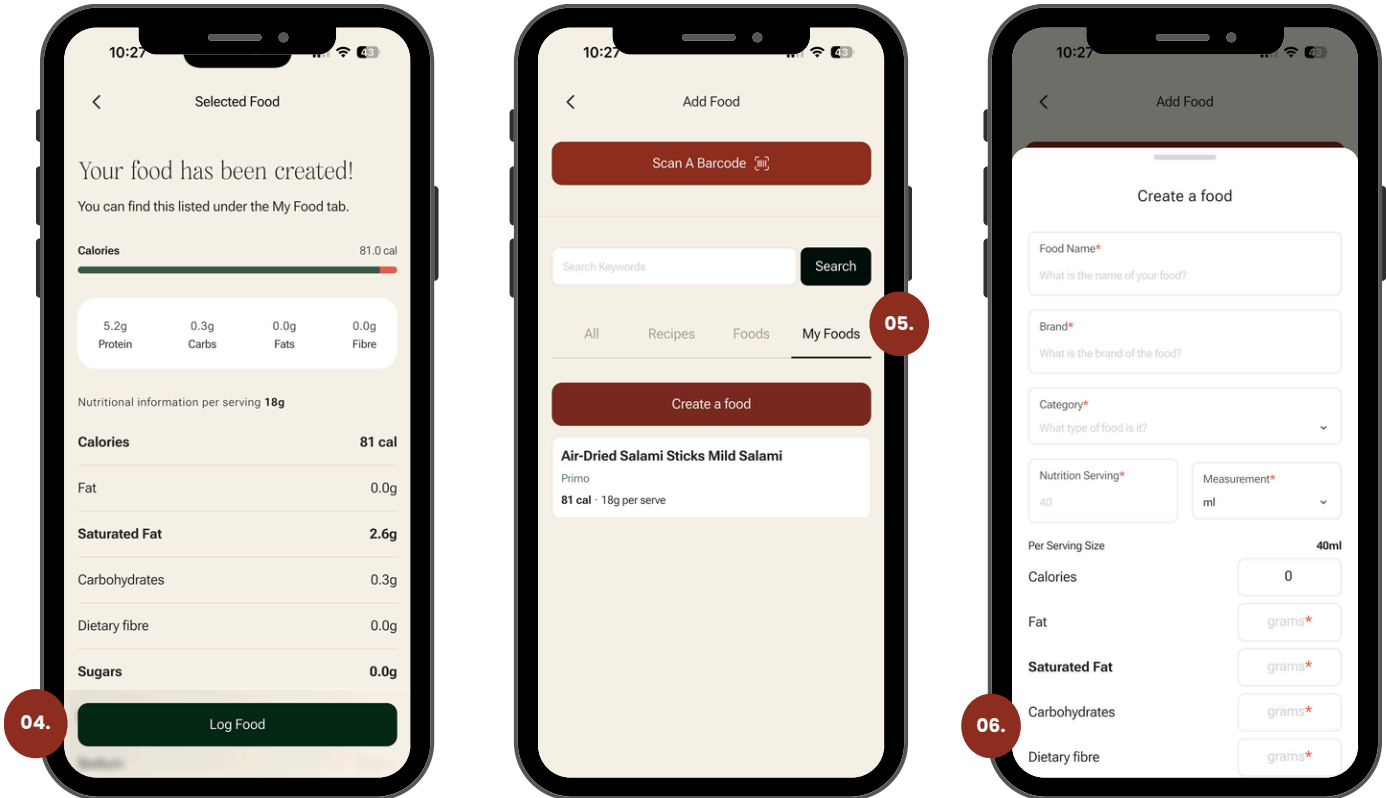 10:27
43
Selected Food
Your food has been created!
You can find this listed under the My Food tab.
Calories 81.0 cal
5.2g 0.3g 0.0g 0.0g
Protein Carbs Fats Fibre
Nutritional information per serving 18g
Calories 81 cal
Fat 0.0g
Saturated Fat 2.6g
Carbohydrates 0.3g
Dietary fibre 0.0g
Sugars 0.0g
04.
Log Food
Sodium
10:27
43
Add Food
Scan A Barcode
Search Keywords Search
All Recipes Foods My Foods
05.
Create a food
Air-Dried Salami Sticks Mild Salami
Primo
81 cal · 18g per serve
10:27
43
Add Food
Create a food
Food Name*
What is the name of your food?
Brand*
What is the brand of the food?
Category*
What type of food is it?
Nutrition Serving* Measurement*
40 ml
Per Serving Size 40ml
Calories 0
Fat grams*
Saturated Fat grams*
Carbohydrates grams*
06.
Dietary fibre grams*